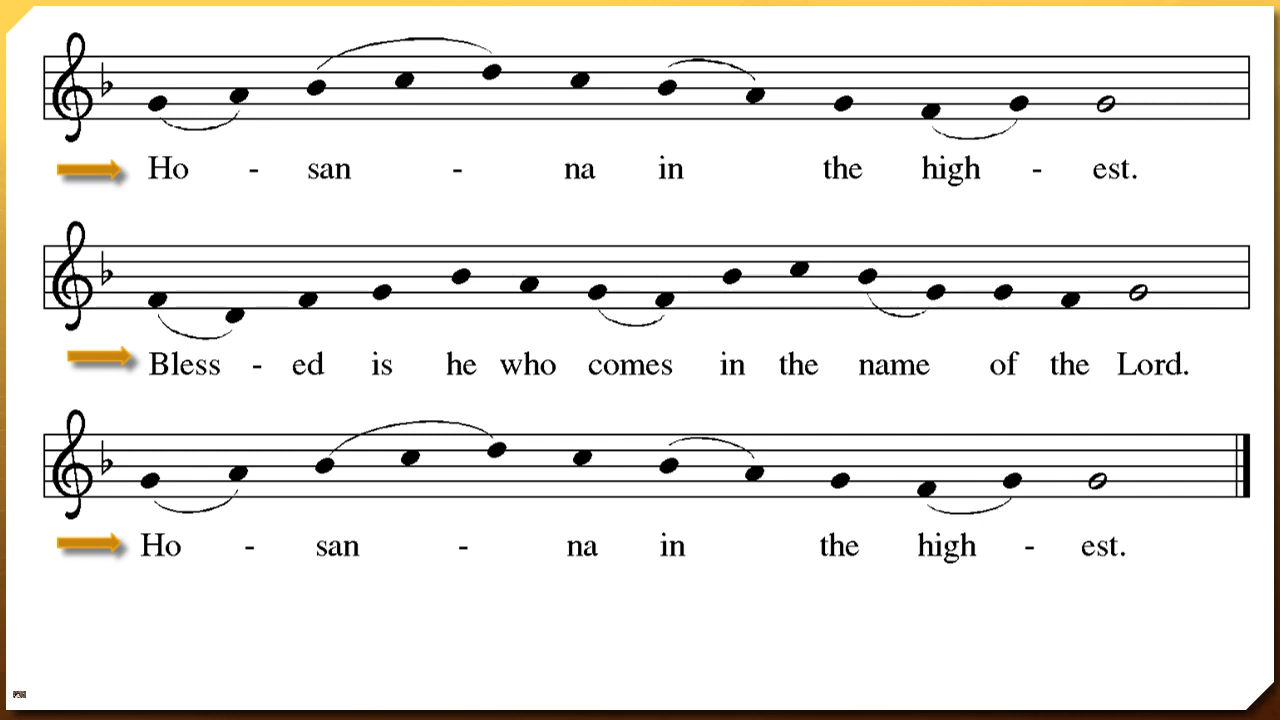 Ho - san - na in the high - est.
Bless - ed is he who comes in the name of the Lord.
Ho - san - na in the high - est.